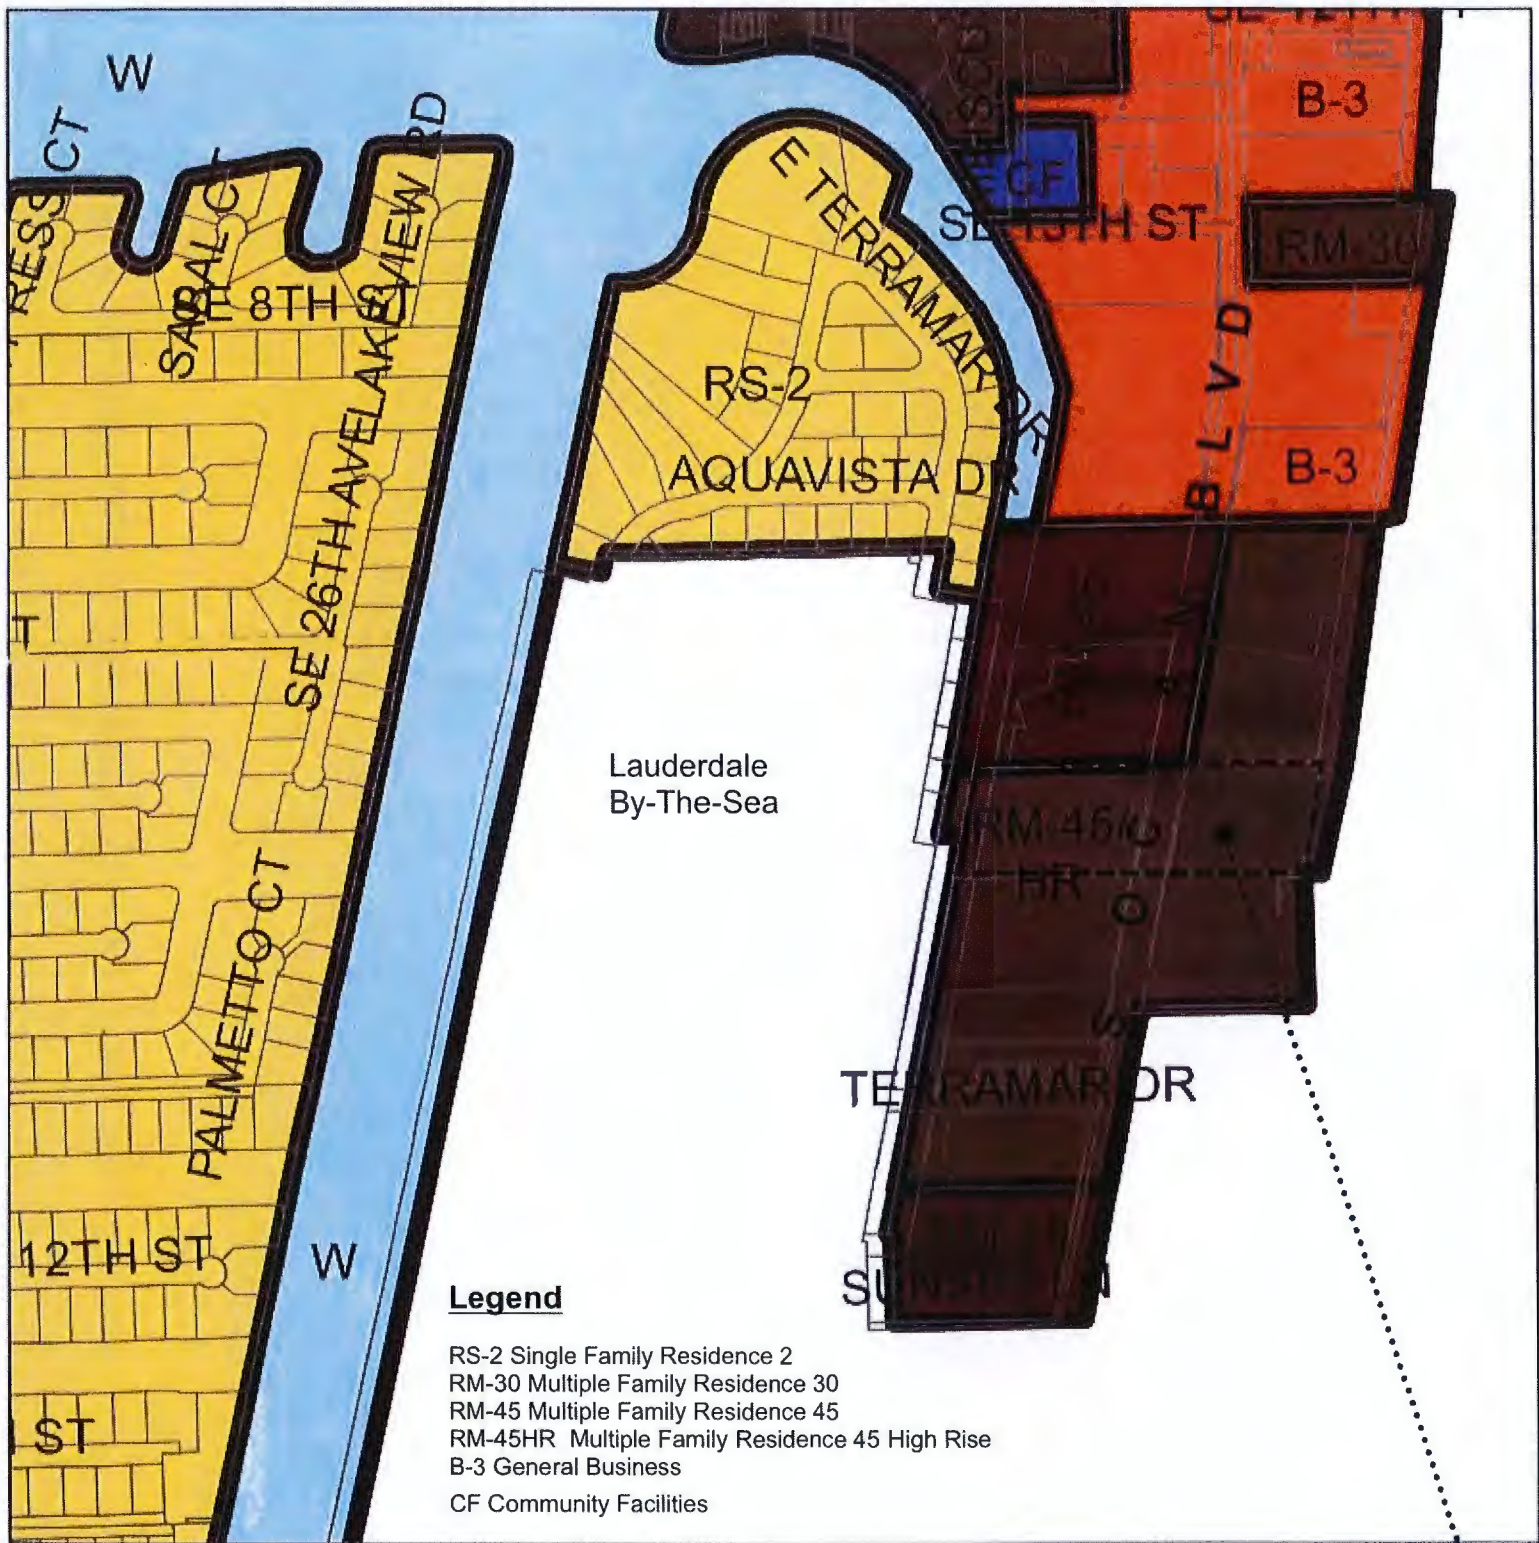 W
B-3
CT
RD
E TERRAMAR DR
CF
SE 13TH ST
RM-30
SABAL CT
SE 8TH CT
LAKEVIEW
RS-2
BLVD
AQUAVISTA DR
B-3
SE 26TH AVE
Lauderdale
By-The-Sea
RM-45/
HR
PALMETTO CT
TERRAMAR DR
12TH ST
W
ST
Legend
RS-2 Single Family Residence 2
RM-30 Multiple Family Residence 30
RM-45 Multiple Family Residence 45
RM-45HR Multiple Family Residence 45 High Rise
B-3 General Business
CF Community Facilities